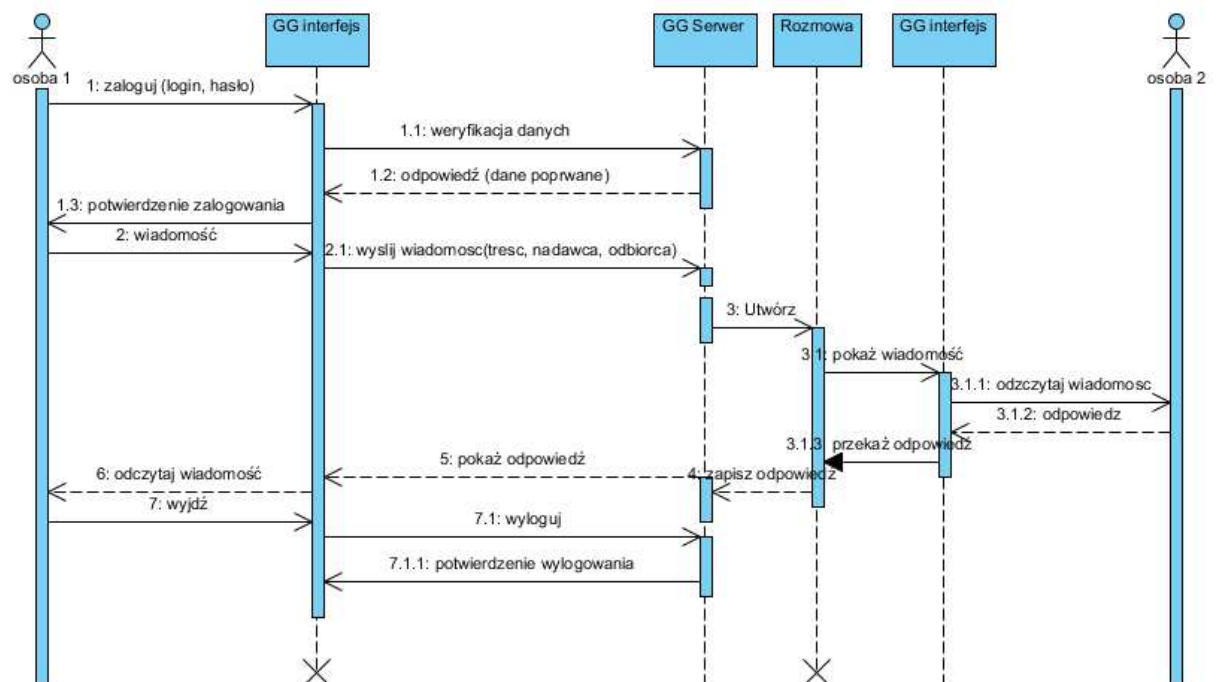 GG interfejs
GG Serwer
Rozmowa
GG interfejs
osoba 1
osoba 2
1: zaloguj (login, hasło)
1.1: weryfikacja danych
1.2: odpowiedź (dane poprwane)
1.3: potwierdzenie zalogowania
2: wiadomość
2.1: wyslij wiadomosc(tresc, nadawca, odbiorca)
3: Utwórz
3.1: pokaż wiadomość
3.1.1: odzczytaj wiadomosc
3.1.2: odpowiedz
3.1.3: przekaż odpowiedź
5: pokaż odpowiedź
6: odczytaj wiadomość
4: zapisz odpowiedz
7: wyjdź
7.1: wyloguj
7.1.1: potwierdzenie wylogowania